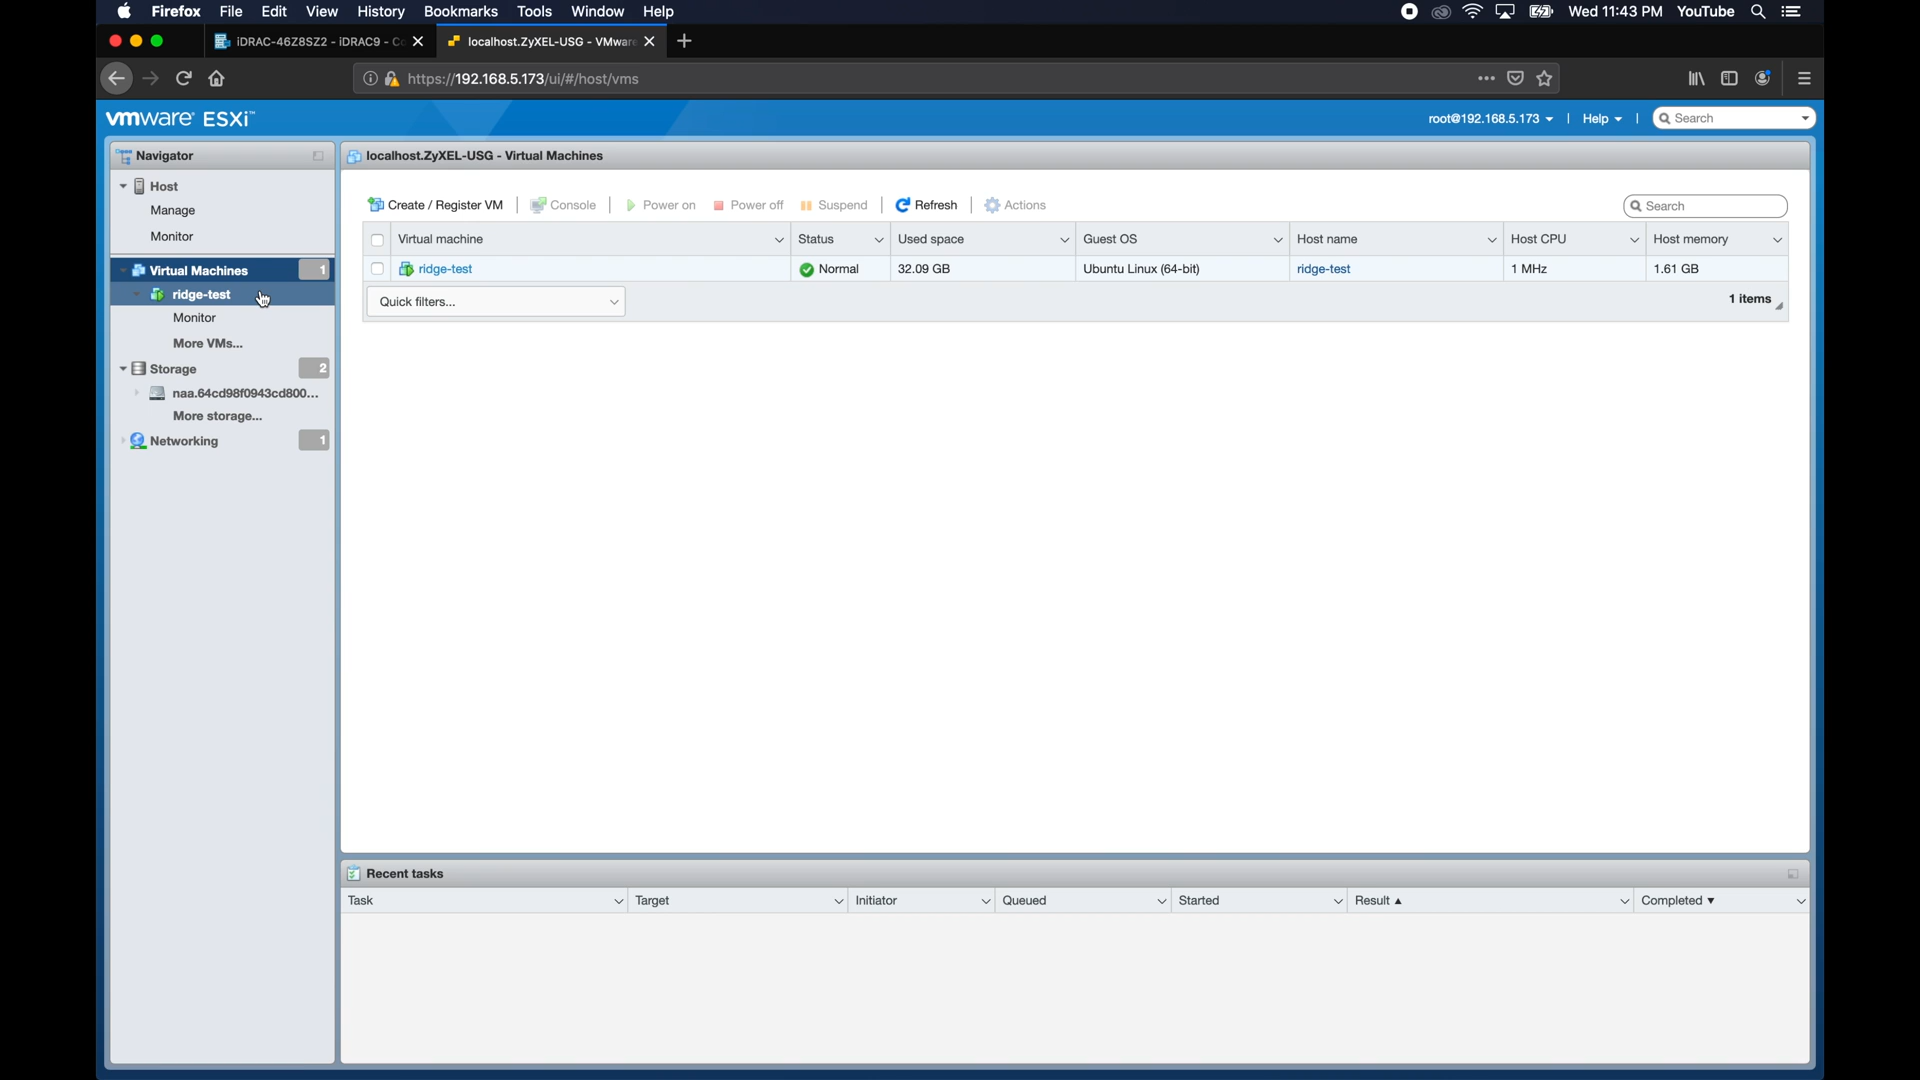 Firefox File Edit View History Bookmarks Tools Window Help Wed 11:43 PM YouTube
iDRAC-46Z8SZ2 - iDRAC9 - Co localhost.ZyXEL-USG - VMware
https://192.168.5.173/ui/#/host/vms
vmware ESXi™ root@192.168.5.173 | Help | Search
Navigator
Host
Manage
Monitor
Virtual Machines 1
ridge-test
Monitor
More VMs...
Storage 2
naa.64cd98f0943cd800...
More storage...
Networking 1
localhost.ZyXEL-USG - Virtual Machines
Create / Register VM | Console | Power on Power off Suspend | Refresh | Actions Search
Virtual machine Status Used space Guest OS Host name Host CPU Host memory
ridge-test Normal 32.09 GB Ubuntu Linux (64-bit) ridge-test 1 MHz 1.61 GB
Quick filters... 1 items
Recent tasks
Task Target Initiator Queued Started Result ▲ Completed ▼